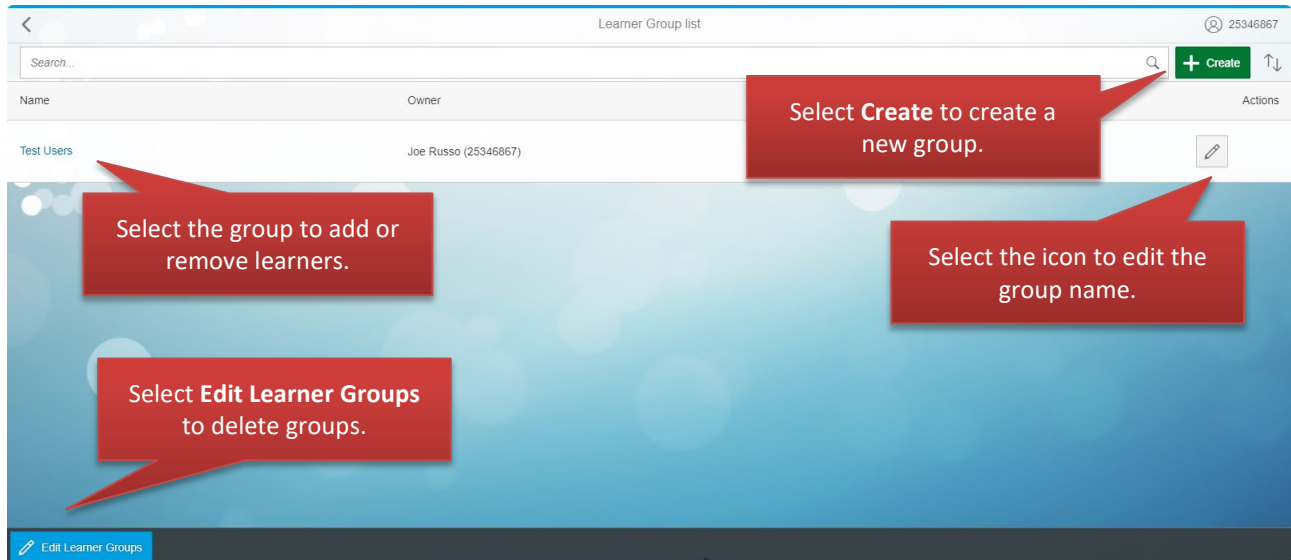 Learner Group list
25346867
Search...
Create
Name
Owner
Actions
Select Create to create a
new group.
Test Users
Joe Russo (25346867)
Select the group to add or
remove learners.
Select the icon to edit the
group name.
Select Edit Learner Groups
to delete groups.
Edit Learner Groups